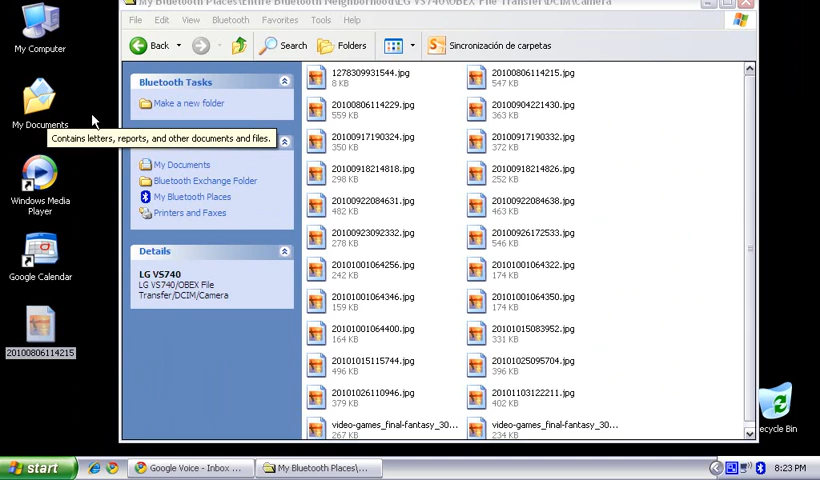 My Bluetooth Places\Entire Bluetooth Neighborhood\LG VS740\OBEX File Transfer\DCIM\Camera
File Edit View Bluetooth Favorites Tools Help
Back Search Folders Sincronización de carpetas
My Computer
My Documents
Contains letters, reports, and other documents and files.
Windows Media
Player
Google Calendar
20100806114215
Bluetooth Tasks
Make a new folder
My Documents
Bluetooth Exchange Folder
My Bluetooth Places
Printers and Faxes
Details
LG VS740
LG VS740/OBEX File
Transfer/DCIM/Camera
1278309931544.jpg
8 KB
20100806114215.jpg
547 KB
20100806114229.jpg
559 KB
20100904221430.jpg
363 KB
20100917190324.jpg
350 KB
20100917190332.jpg
372 KB
20100918214818.jpg
298 KB
20100918214826.jpg
252 KB
20100922084631.jpg
482 KB
20100922084638.jpg
463 KB
20100923092332.jpg
278 KB
20100926172533.jpg
546 KB
20101001064256.jpg
242 KB
20101001064322.jpg
174 KB
20101001064346.jpg
159 KB
20101001064350.jpg
174 KB
20101001064400.jpg
164 KB
20101015083952.jpg
331 KB
20101015115744.jpg
496 KB
20101025095704.jpg
396 KB
20101026110946.jpg
379 KB
20101103122211.jpg
402 KB
video-games_final-fantasy_30...
267 KB
video-games_final-fantasy_30...
234 KB
ecycle Bin
start
Google Voice - Inbox ...
My Bluetooth Places\...
8:23 PM